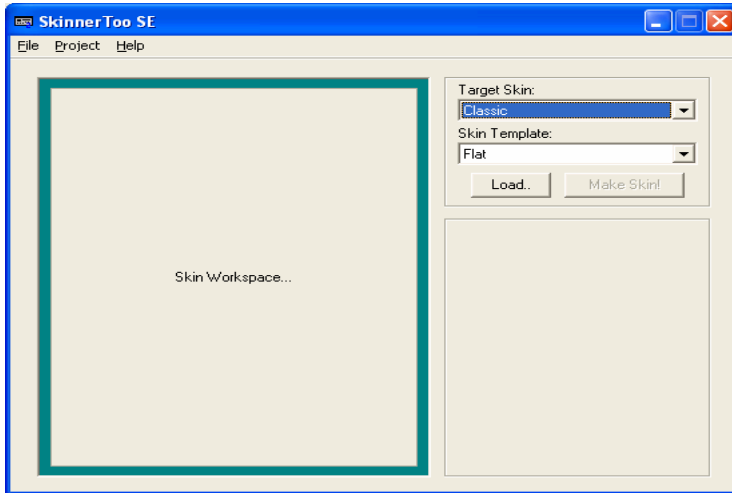 SkinnerToo SE
File Project Help
Target Skin:
Classic
Skin Template:
Flat
Load.. Make Skin!
Skin Workspace...